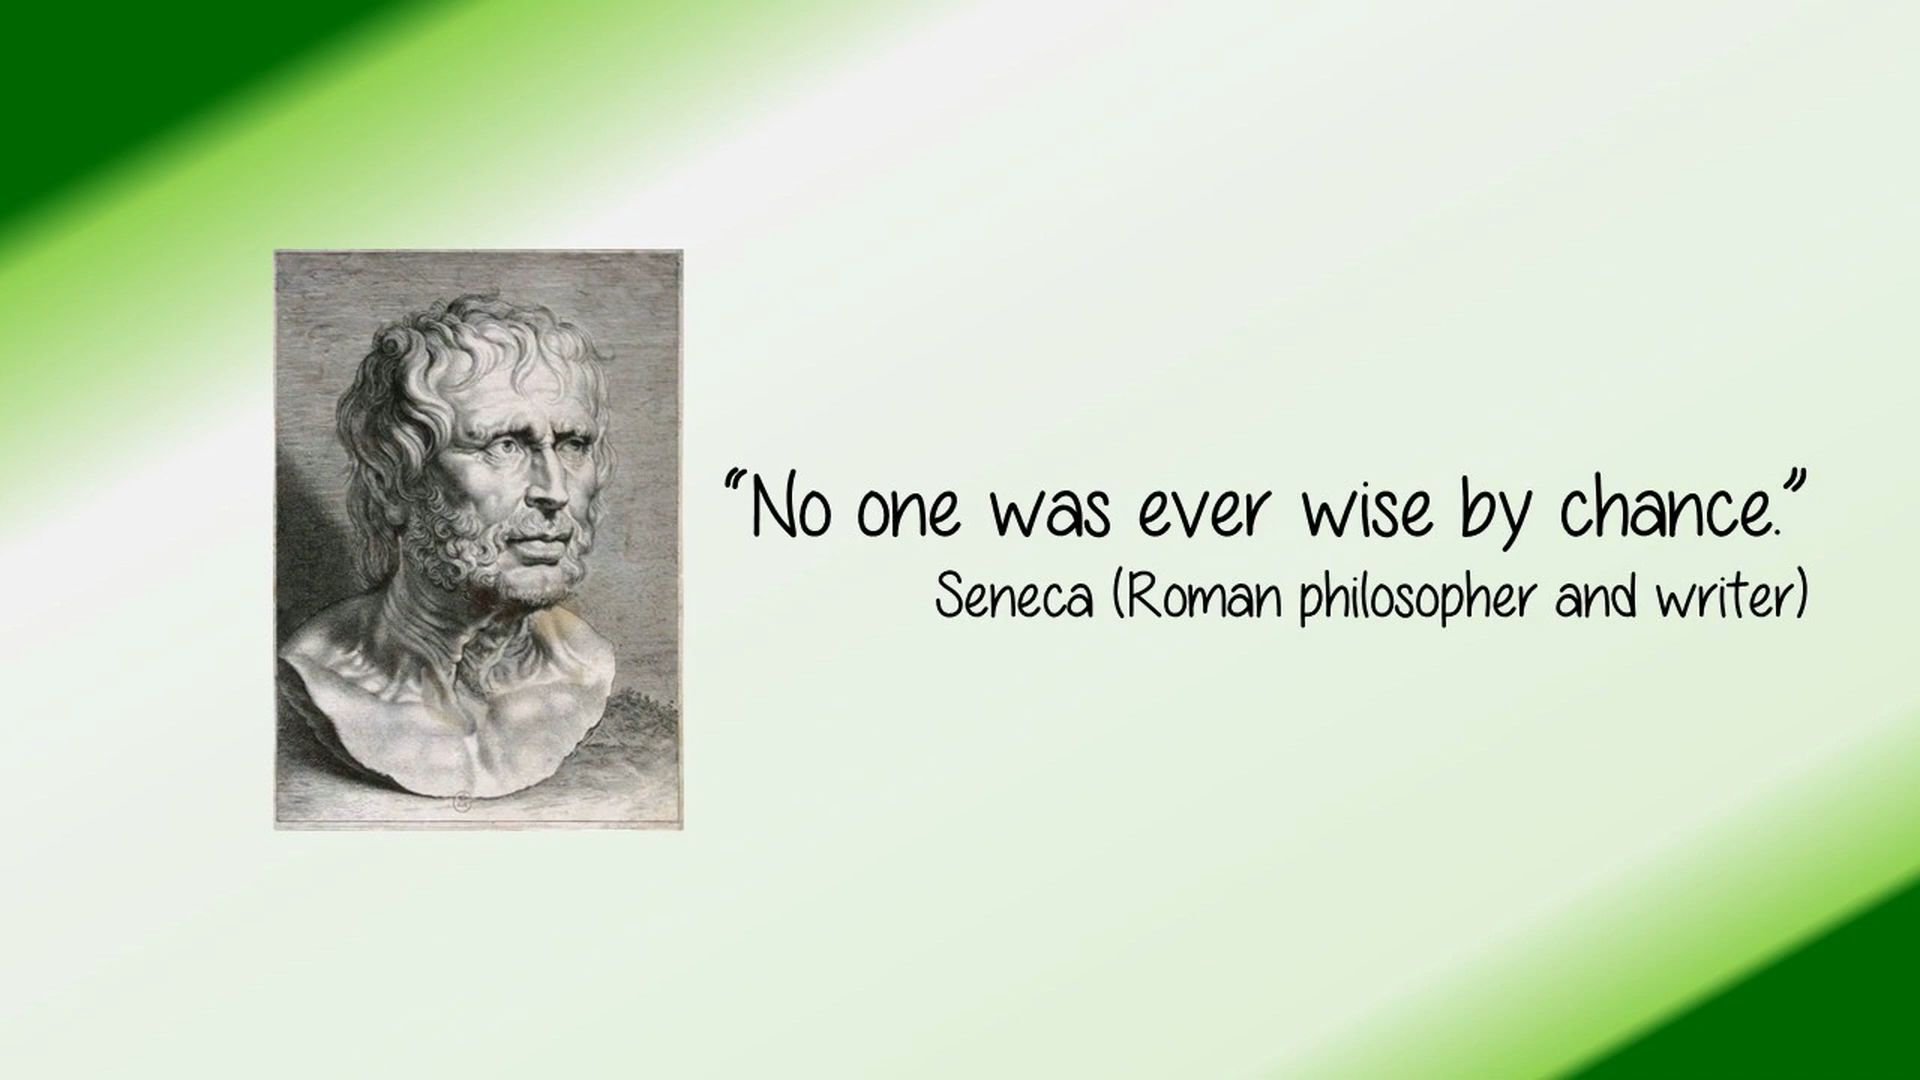 “No one was ever wise by chance.”
Seneca (Roman philosopher and writer)